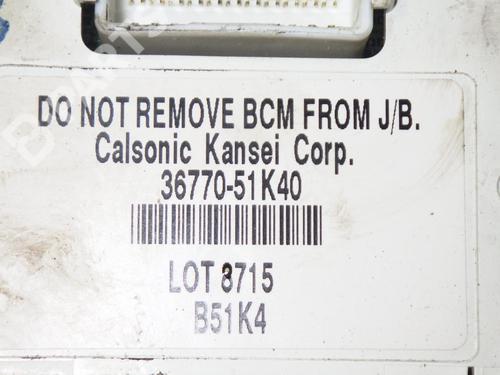 DO NOT REMOVE BCM FROM J/B.
Calsonic Kansei Corp.
36770-51K40
LOT 8715
B51K4